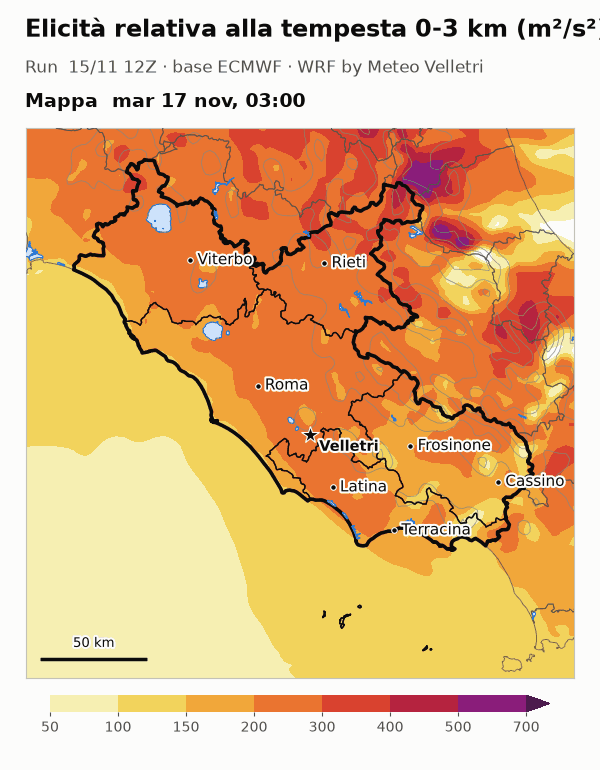 Elicità relativa alla tempesta 0-3 km (m²/s²)
Run 15/11 12Z · base ECMWF · WRF by Meteo Velletri
Mappa mar 17 nov, 03:00
Viterbo
Rieti
Roma
Velletri
Frosinone
Cassino
Latina
Terracina
50 km
50 100 150 200 300 400 500 700